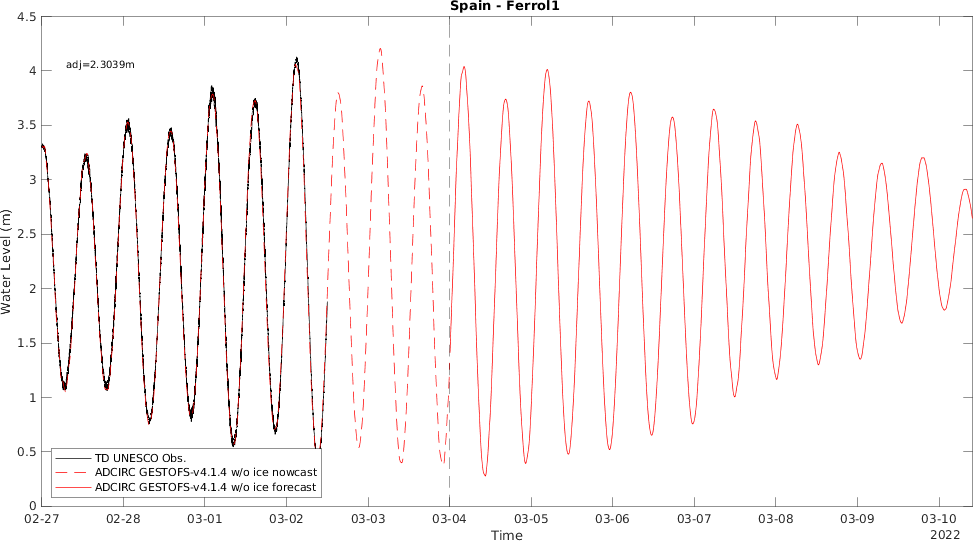 Spain - Ferrol1
adj=2.3039m
4.5
4
3.5
3
2.5
2
1.5
1
0.5
0
Water Level (m)
TD UNESCO Obs.
ADCIRC GESTOFS-v4.1.4 w/o ice nowcast
ADCIRC GESTOFS-v4.1.4 w/o ice forecast
02-27 02-28 03-01 03-02 03-03 03-04 03-05 03-06 03-07 03-08 03-09 03-10
Time
2022